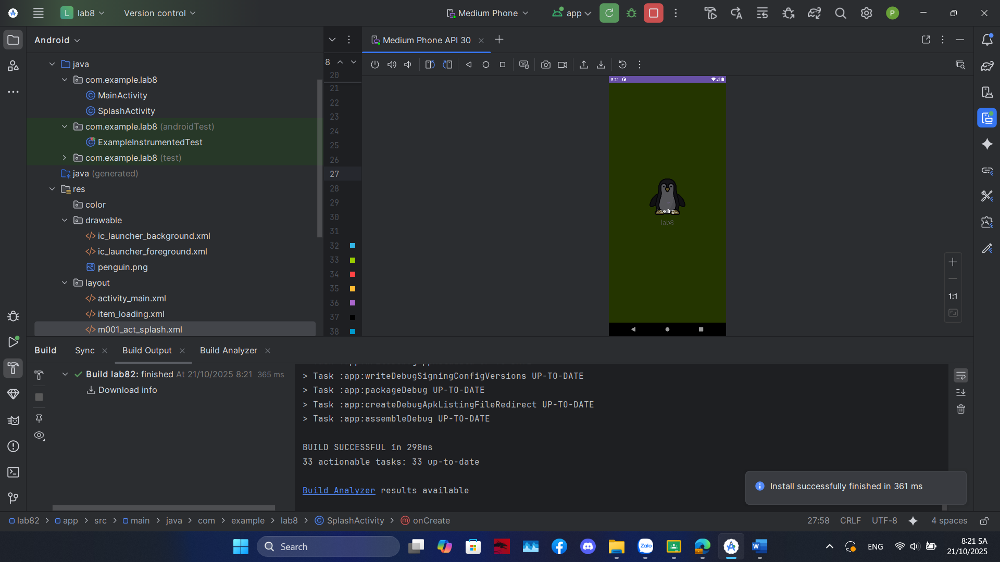 L lab8 Version control Medium Phone app P
Android
Medium Phone API 30
java
com.example.lab8
MainActivity
SplashActivity
com.example.lab8 (androidTest)
ExampleInstrumentedTest
com.example.lab8 (test)
java (generated)
res
color
drawable
ic_launcher_background.xml
ic_launcher_foreground.xml
penguin.png
layout
activity_main.xml
item_loading.xml
m001_act_splash.xml
8
20
21
22
23
24
25
26
27
28
29
30
31
32
33
34
35
36
37
38
8:21
oading..
lab8
1:1
Build Sync Build Output Build Analyzer
Build lab82: finished At 21/10/2025 8:21 365 ms
Download info
> Task :app:writeDebugSigningConfigVersions UP-TO-DATE
> Task :app:packageDebug UP-TO-DATE
> Task :app:createDebugApkListingFileRedirect UP-TO-DATE
> Task :app:assembleDebug UP-TO-DATE
BUILD SUCCESSFUL in 298ms
33 actionable tasks: 33 up-to-date
Build Analyzer results available
Install successfully finished in 361 ms
lab82 > app > src > main > java > com > example > lab8 > SplashActivity > onCreate
27:58 CRLF UTF-8 4 spaces
Search
Zalo
W
ENG
8:21 SA
21/10/2025